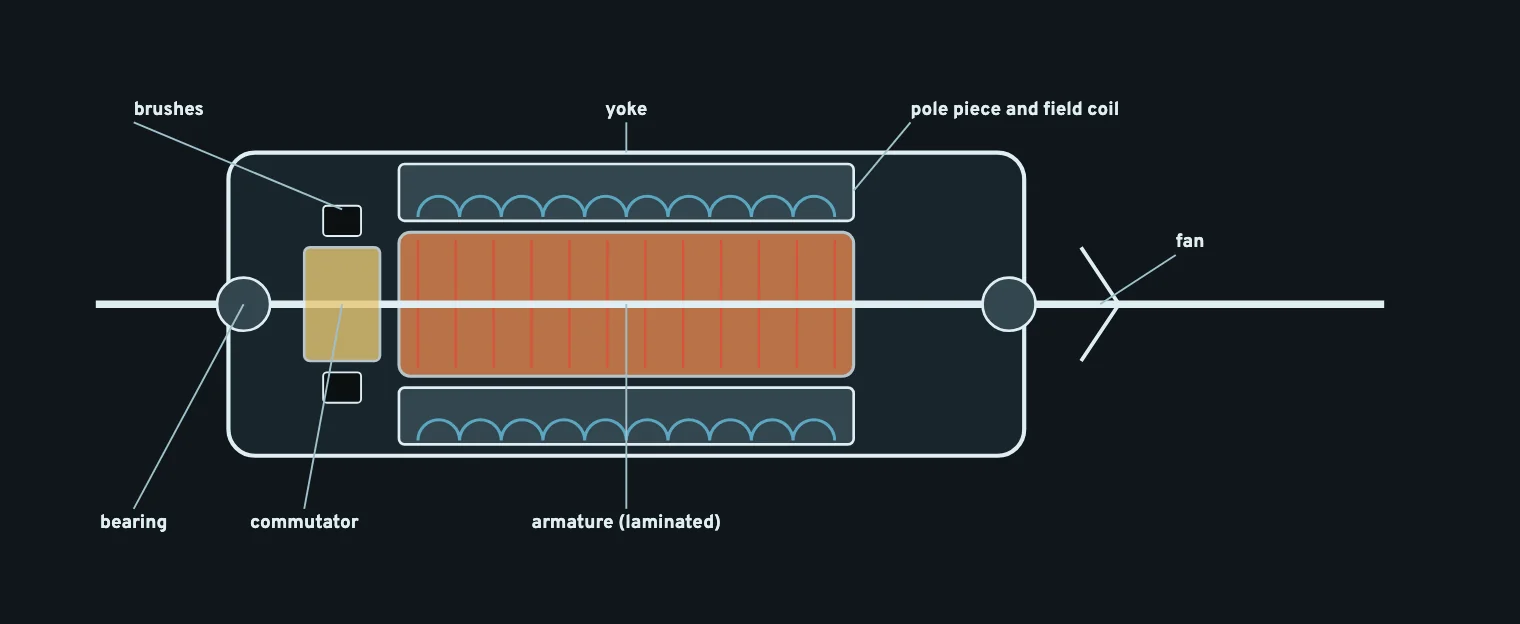 brushes
yoke
pole piece and field coil
fan
bearing
commutator
armature (laminated)